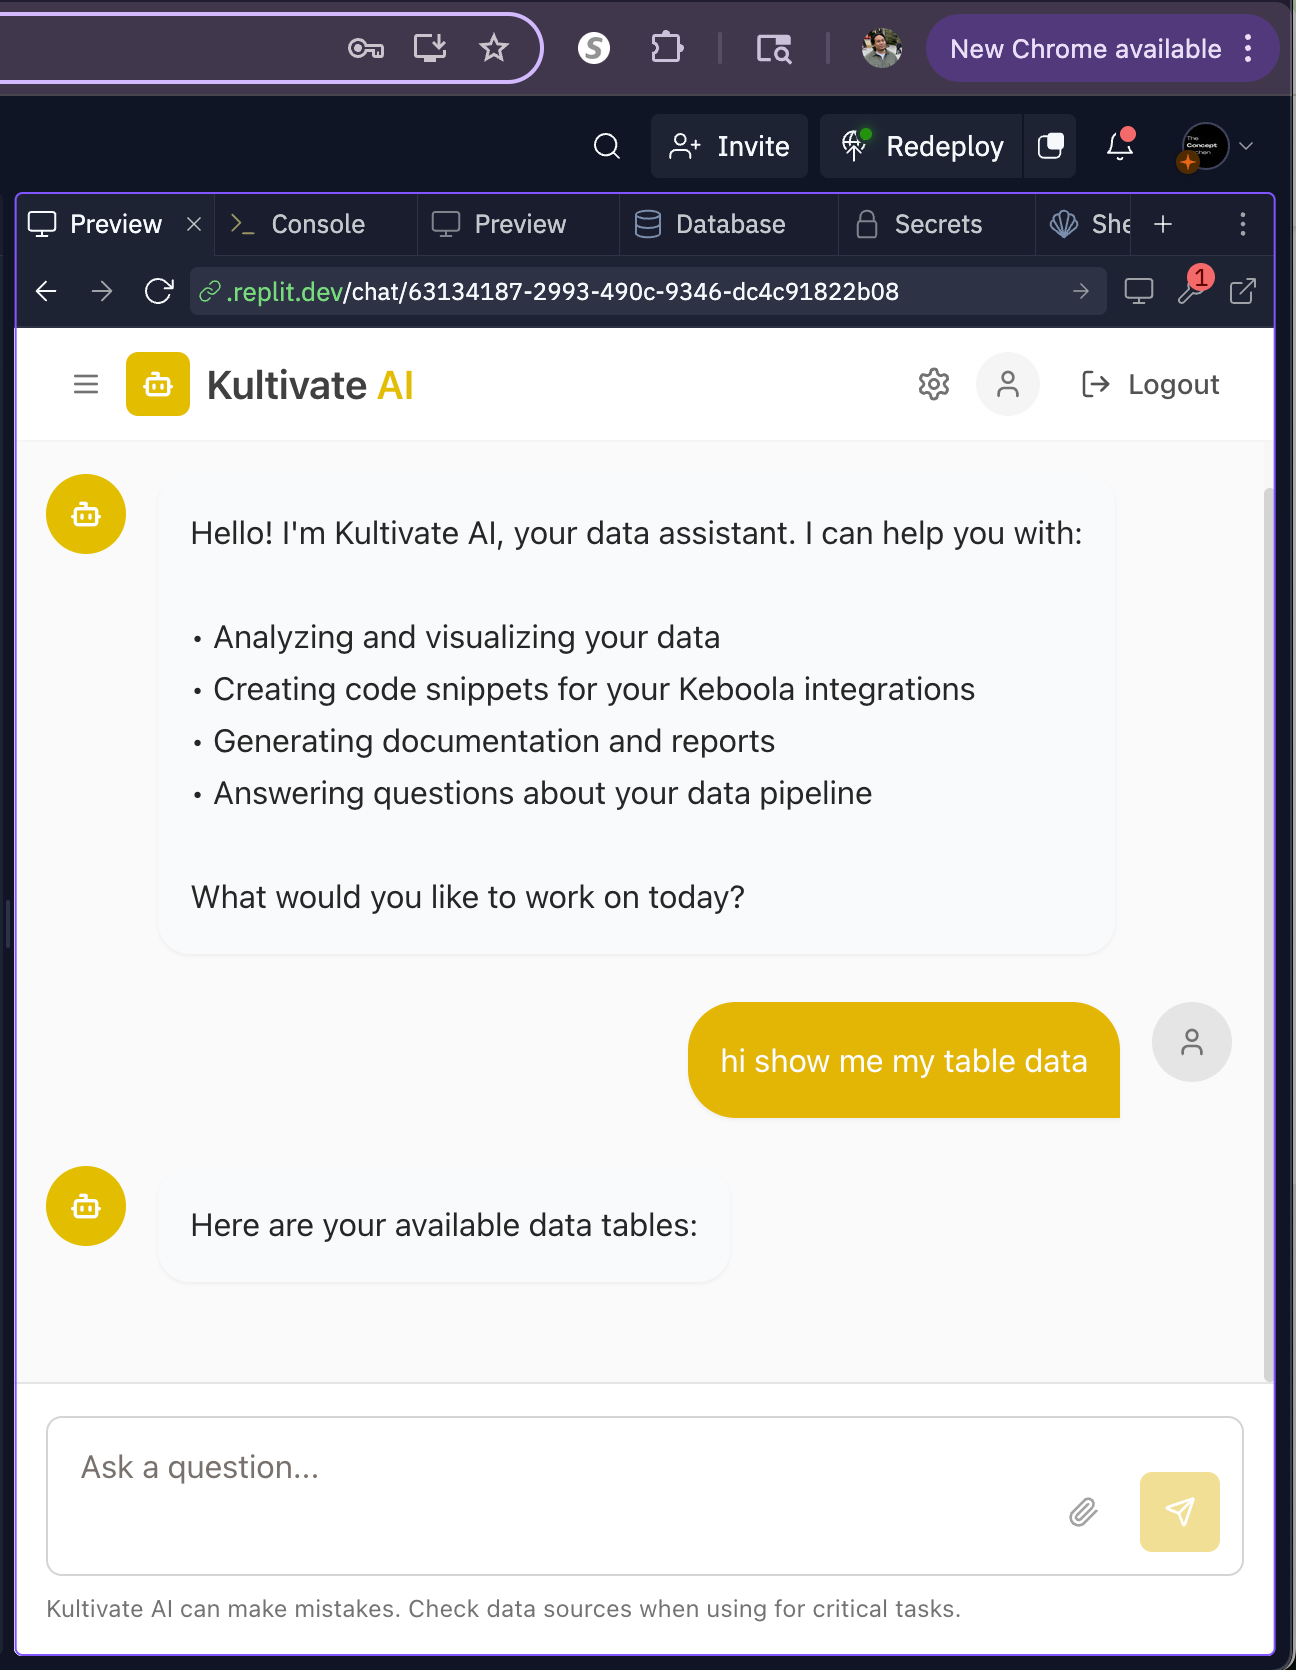 New Chrome available
Invite
Redeploy
Preview
Console
Preview
Database
Secrets
She
.replit.dev/chat/63134187-2993-490c-9346-dc4c91822b08
1
Kultivate AI
Logout
Hello! I'm Kultivate AI, your data assistant. I can help you with:
• Analyzing and visualizing your data
• Creating code snippets for your Keboola integrations
• Generating documentation and reports
• Answering questions about your data pipeline
What would you like to work on today?
hi show me my table data
Here are your available data tables:
Ask a question...
Kultivate AI can make mistakes. Check data sources when using for critical tasks.